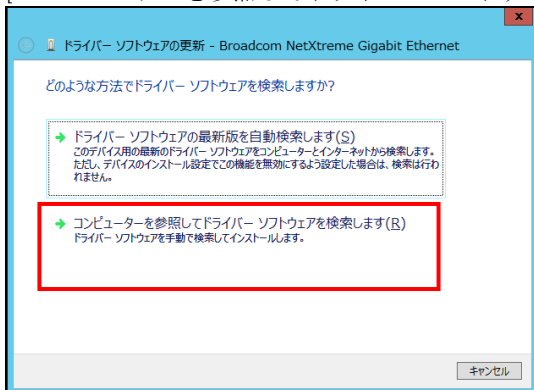 x
ドライバー ソフトウェアの更新 - Broadcom NetXtreme Gigabit Ethernet
どのような方法でドライバー ソフトウェアを検索しますか?
ドライバー ソフトウェアの最新版を自動検索します(S)
このデバイス用の最新のドライバー ソフトウェアをコンピューターとインターネットから検索します。
ただし、デバイスのインストール設定でこの機能を無効にするよう設定した場合は、検索は行わ
れません。
コンピューターを参照してドライバー ソフトウェアを検索します(R)
ドライバー ソフトウェアを手動で検索してインストールします。
キャンセル